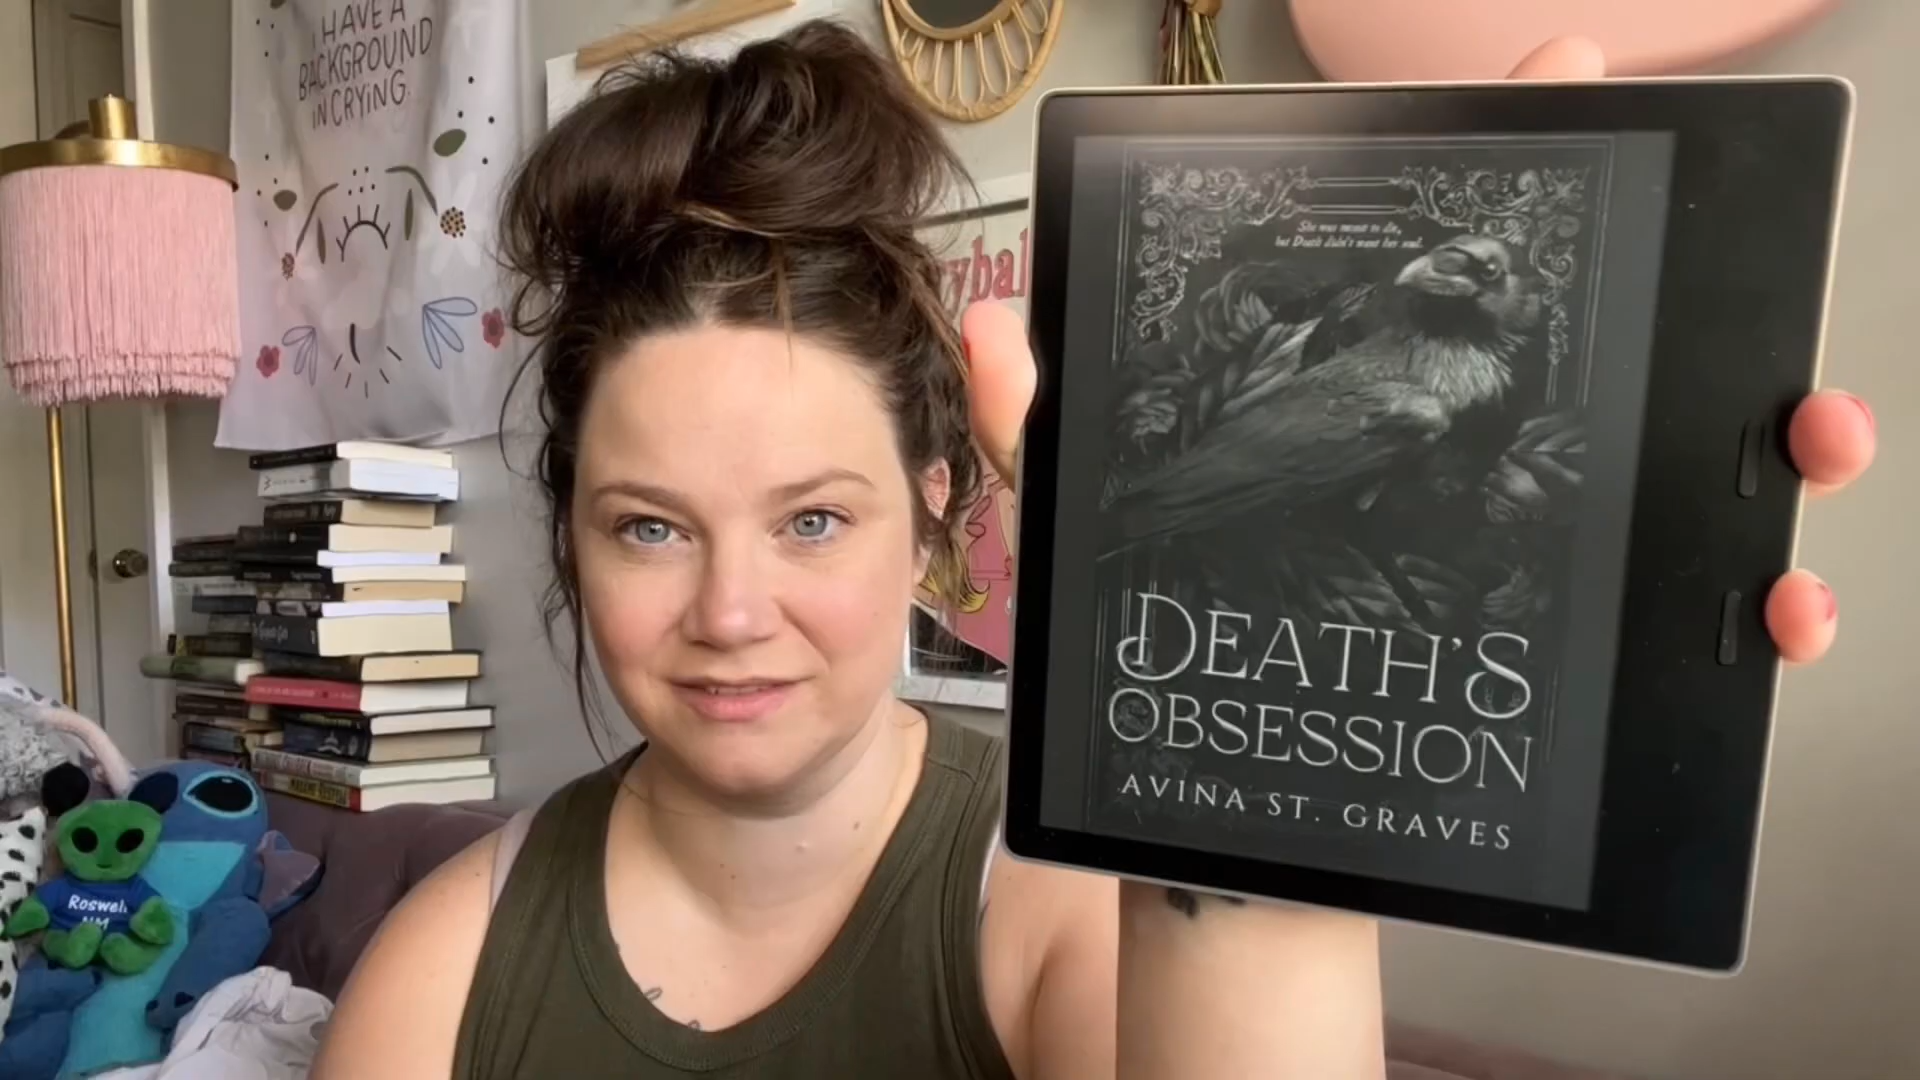 I HAVE A
BACKGROUND
IN CRYING.
She was meant to die,
but Death didn't want her soul.
DEATH'S
OBSESSION
AVINA ST. GRAVES
Roswell
NM